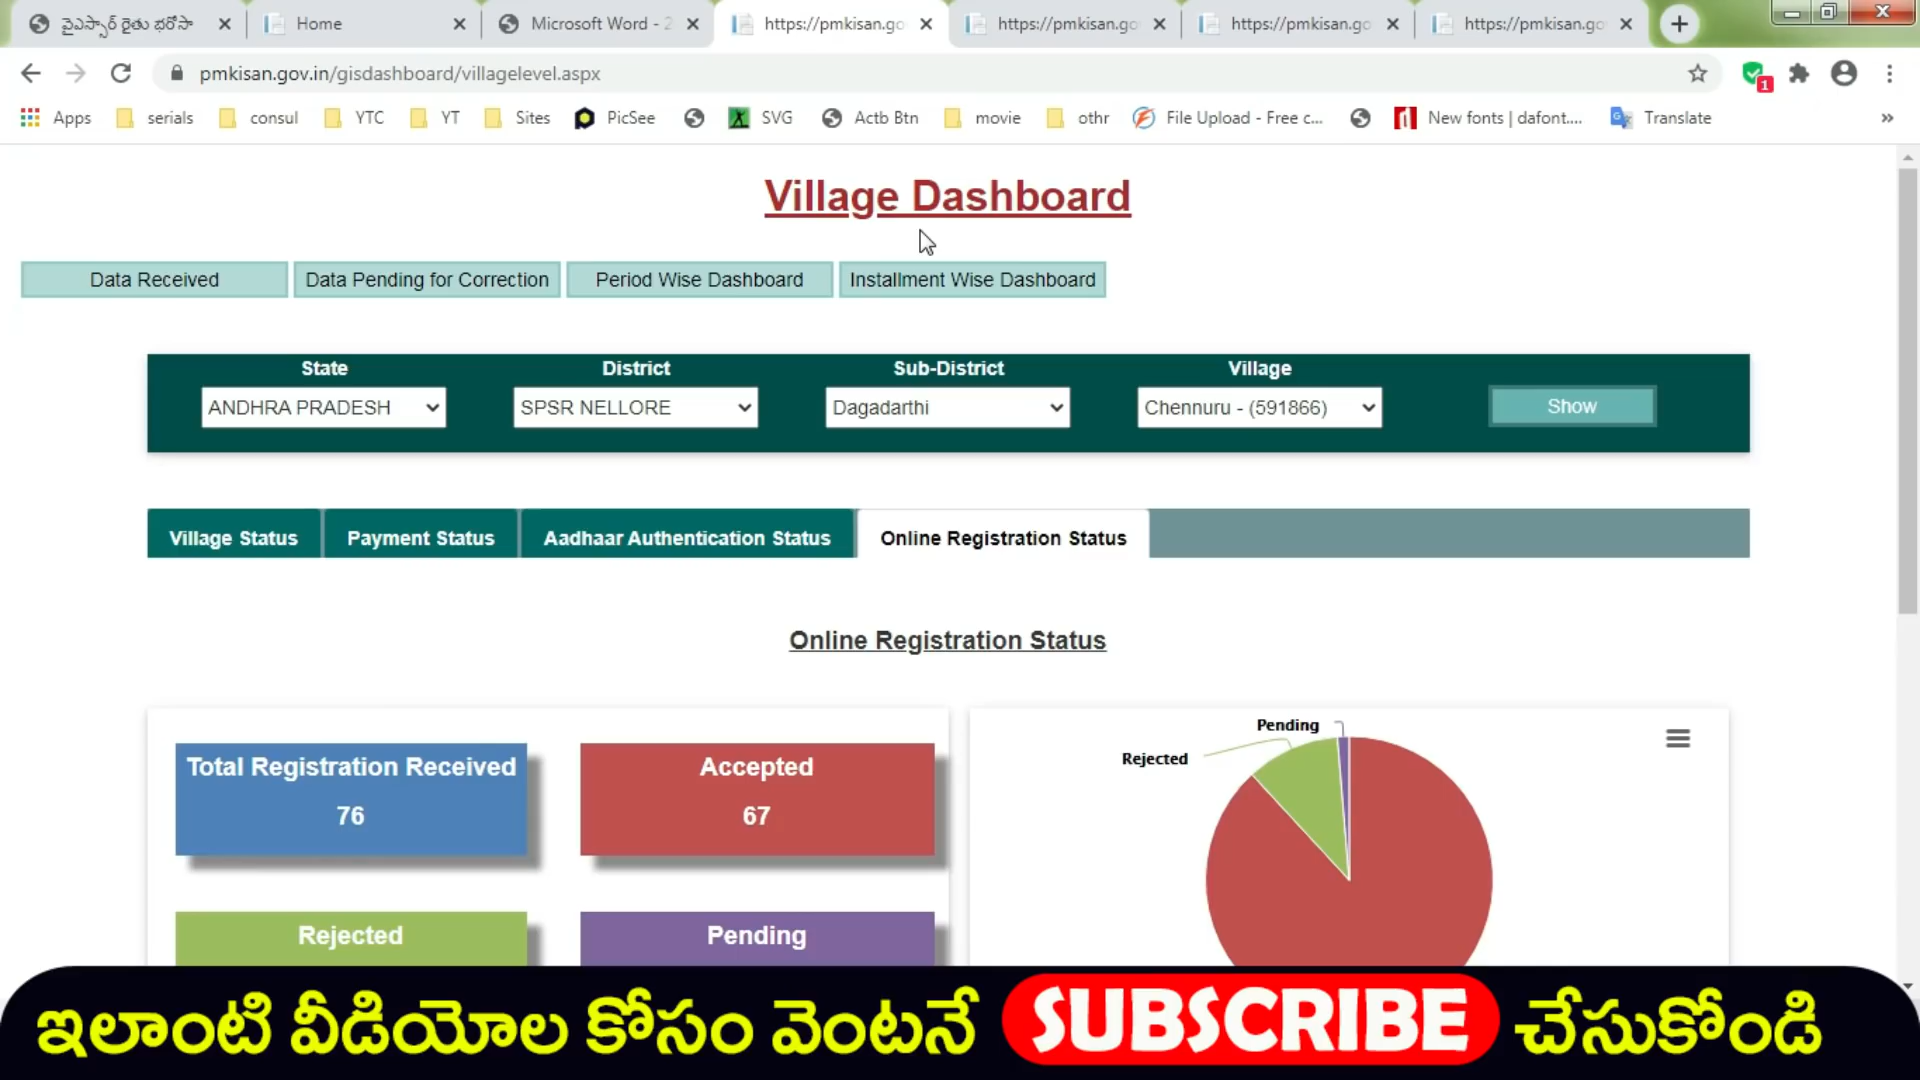 వైఎస్సార్ రైతు భరోసా
Home
Microsoft Word - 2
https://pmkisan.go
https://pmkisan.go
https://pmkisan.go
https://pmkisan.go
pmkisan.gov.in/gisdashboard/villagelevel.aspx
1
Apps
serials
consul
YTC
YT
Sites
PicSee
SVG
Actb Btn
movie
othr
File Upload - Free c...
New fonts | dafont....
Translate
»
Village Dashboard
Data Received
Data Pending for Correction
Period Wise Dashboard
Installment Wise Dashboard
State
District
Sub-District
Village
ANDHRA PRADESH
SPSR NELLORE
Dagadarthi
Chennuru - (591866)
Show
Village Status
Payment Status
Aadhaar Authentication Status
Online Registration Status
Online Registration Status
Total Registration Received
76
Accepted
67
Rejected
Pending
Pending
Rejected
ఇలాంటి వీడియోల కోసం వెంటనే SUBSCRIBE చేసుకోండి